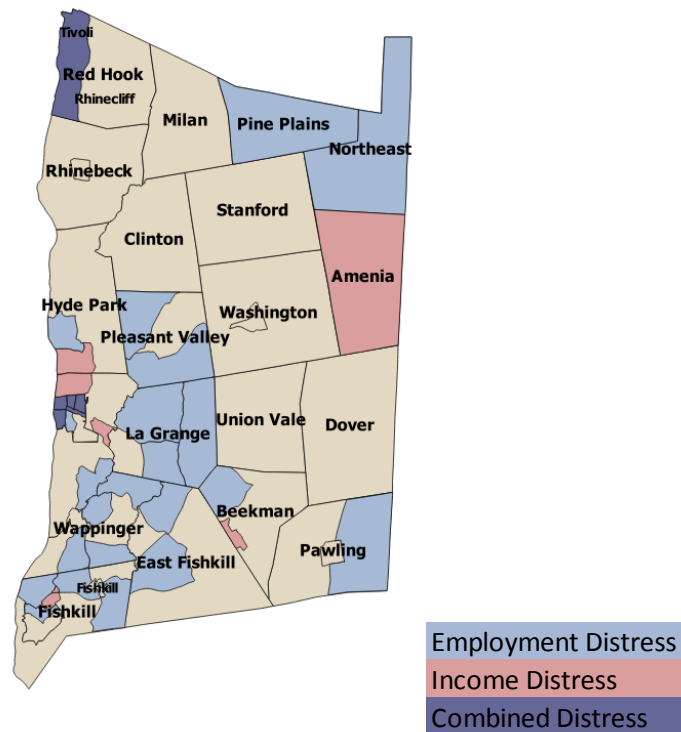 Tivoli
Red Hook
Rhinecliff
Milan
Pine Plains
Northeast
Rhinebeck
Stanford
Clinton
Amenia
Hyde Park
Washington
Pleasant Valley
Union Vale
Dover
La Grange
Beekman
Wappinger
Pawling
East Fishkill
Fishkill
Fishkill
Employment Distress
Income Distress
Combined Distress